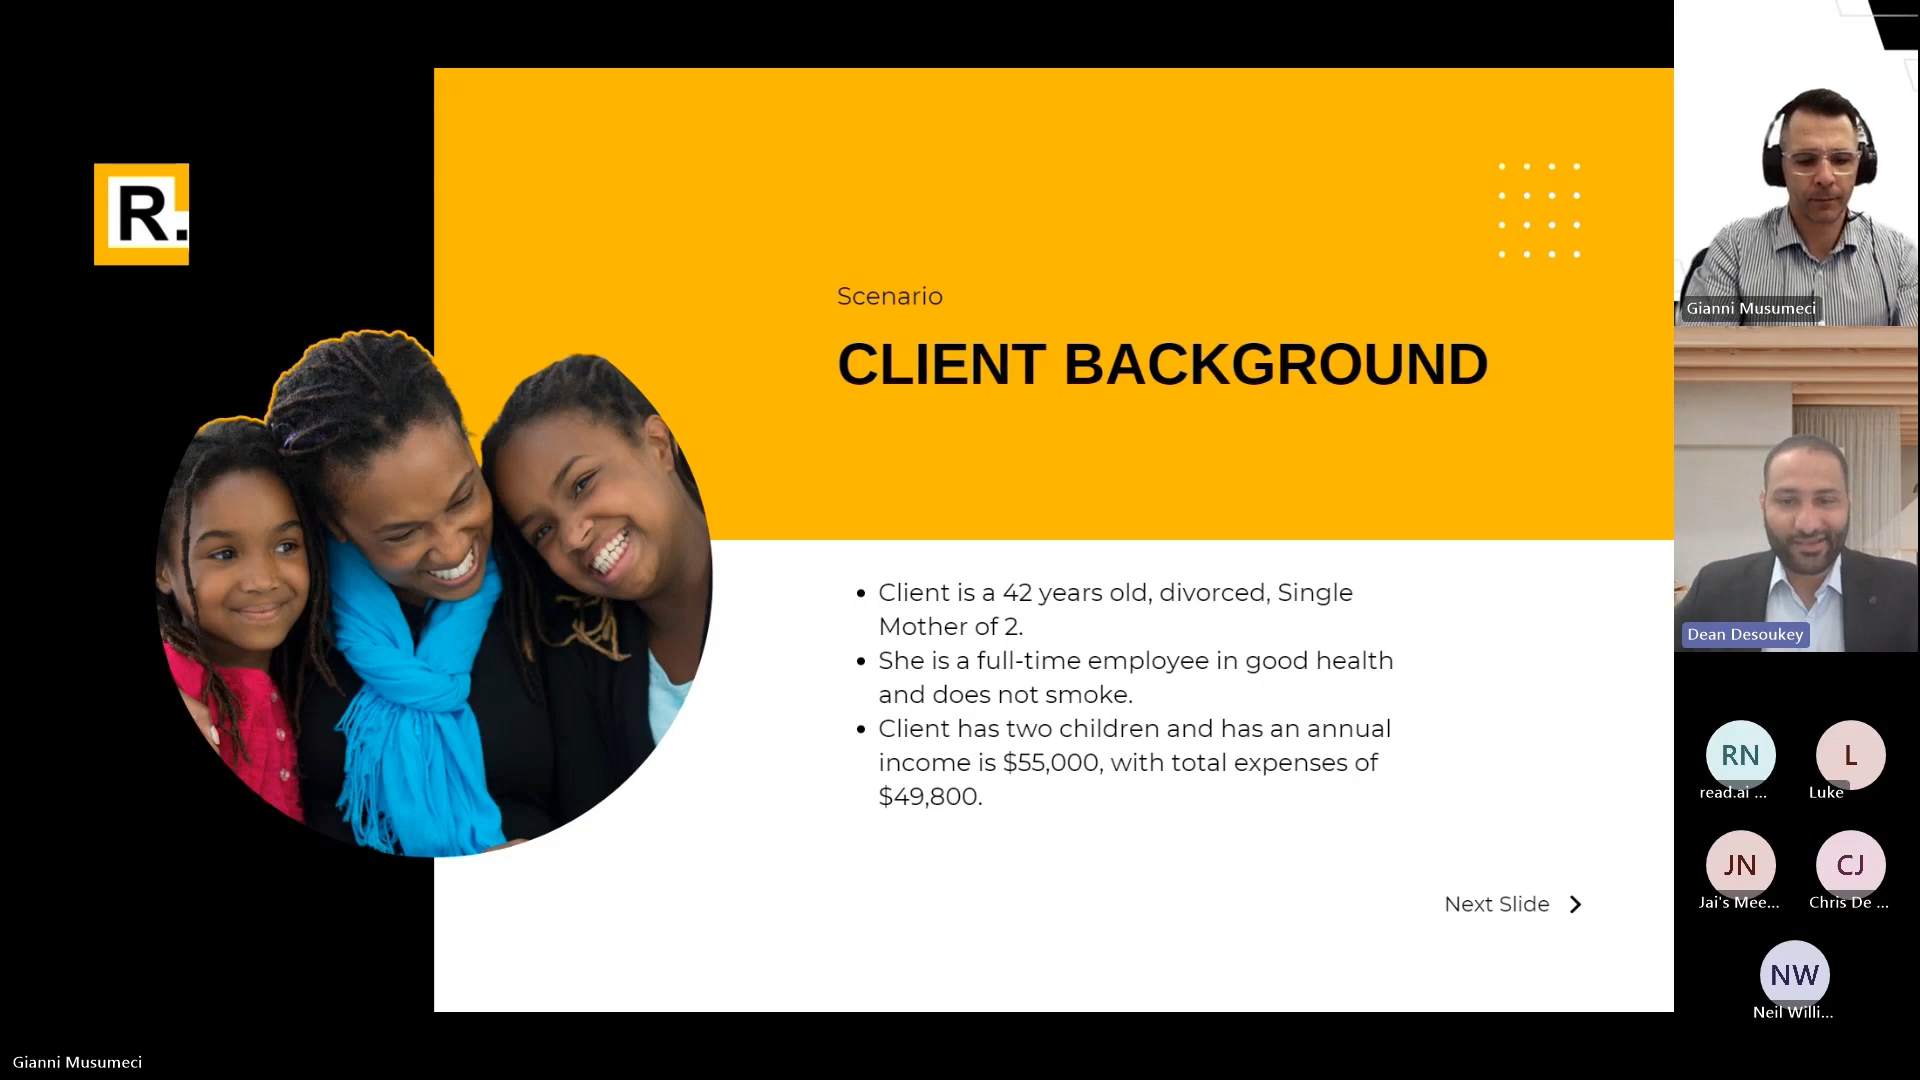 R.
Scenario
CLIENT BACKGROUND
• Client is a 42 years old, divorced, Single
Mother of 2.
• She is a full-time employee in good health
and does not smoke.
• Client has two children and has an annual
income is $55,000, with total expenses of
$49,800.
Next Slide
Gianni Musumeci
Dean Desoukey
RN
read.ai ...
L
Luke
JN
Jai's Mee...
CJ
Chris De ...
NW
Neil Willi...
Gianni Musumeci